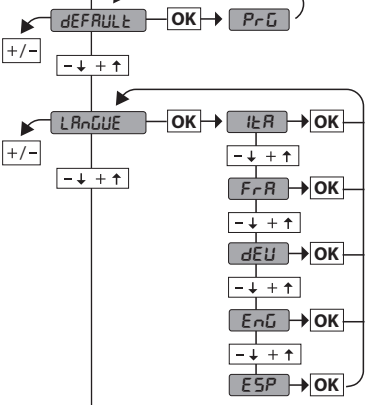 dEFAULt OK PrG
+/-
-↓ +↑
LAnGUE OK ItA OK
+/-
-↓ +↑
-↓ +↑
FrA OK
-↓ +↑
dEU OK
-↓ +↑
EnG OK
-↓ +↑
ESP OK